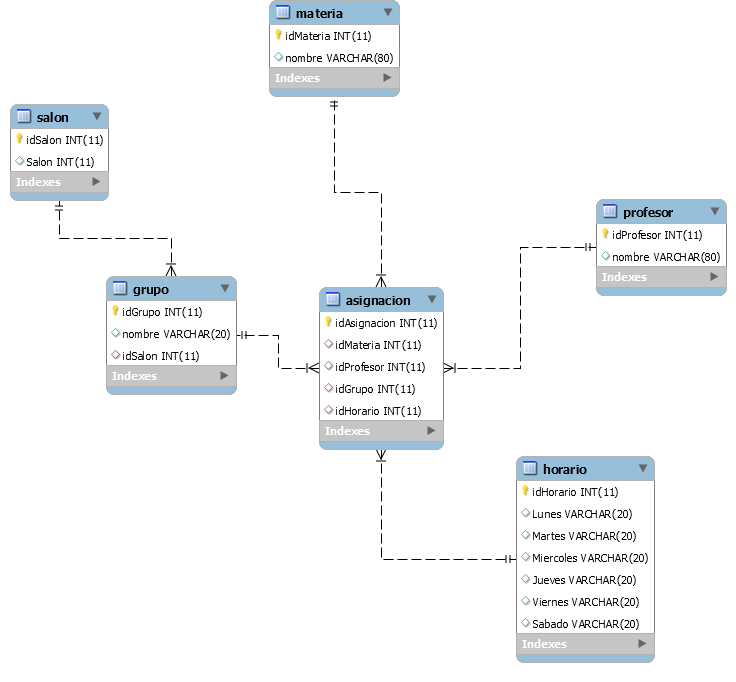 materia
idMateria INT(11)
nombre VARCHAR(80)
Indexes
salon
idSalon INT(11)
Salon INT(11)
Indexes
profesor
idProfesor INT(11)
nombre VARCHAR(80)
Indexes
grupo
idGrupo INT(11)
nombre VARCHAR(20)
idSalon INT(11)
Indexes
asignacion
idAsignacion INT(11)
idMateria INT(11)
idProfesor INT(11)
idGrupo INT(11)
idHorario INT(11)
Indexes
horario
idHorario INT(11)
Lunes VARCHAR(20)
Martes VARCHAR(20)
Miercoles VARCHAR(20)
Jueves VARCHAR(20)
Viernes VARCHAR(20)
Sabado VARCHAR(20)
Indexes